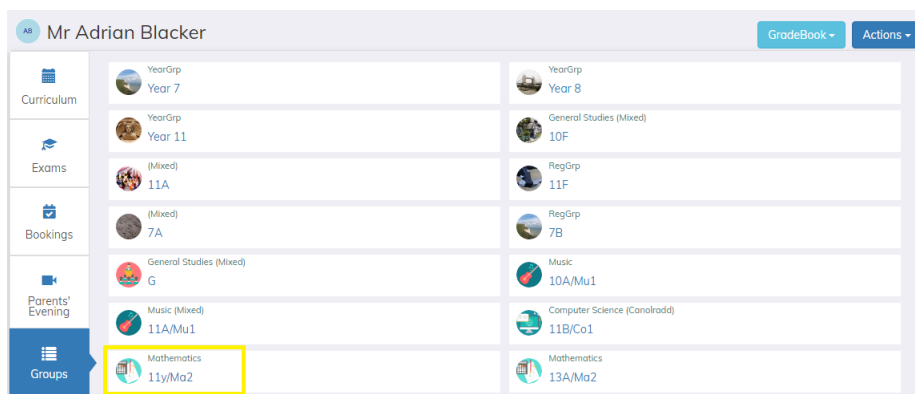 AB
Mr Adrian Blacker
GradeBook
Actions
Curriculum
Exams
Bookings
Parents'
Evening
Groups
YearGrp
Year 7
YearGrp
Year 8
YearGrp
Year 11
General Studies (Mixed)
10F
(Mixed)
11A
RegGrp
11F
(Mixed)
7A
RegGrp
7B
General Studies (Mixed)
G
Music
10A/Mu1
Music (Mixed)
11A/Mu1
Computer Science (Canolradd)
11B/Co1
Mathematics
11y/Ma2
Mathematics
13A/Ma2